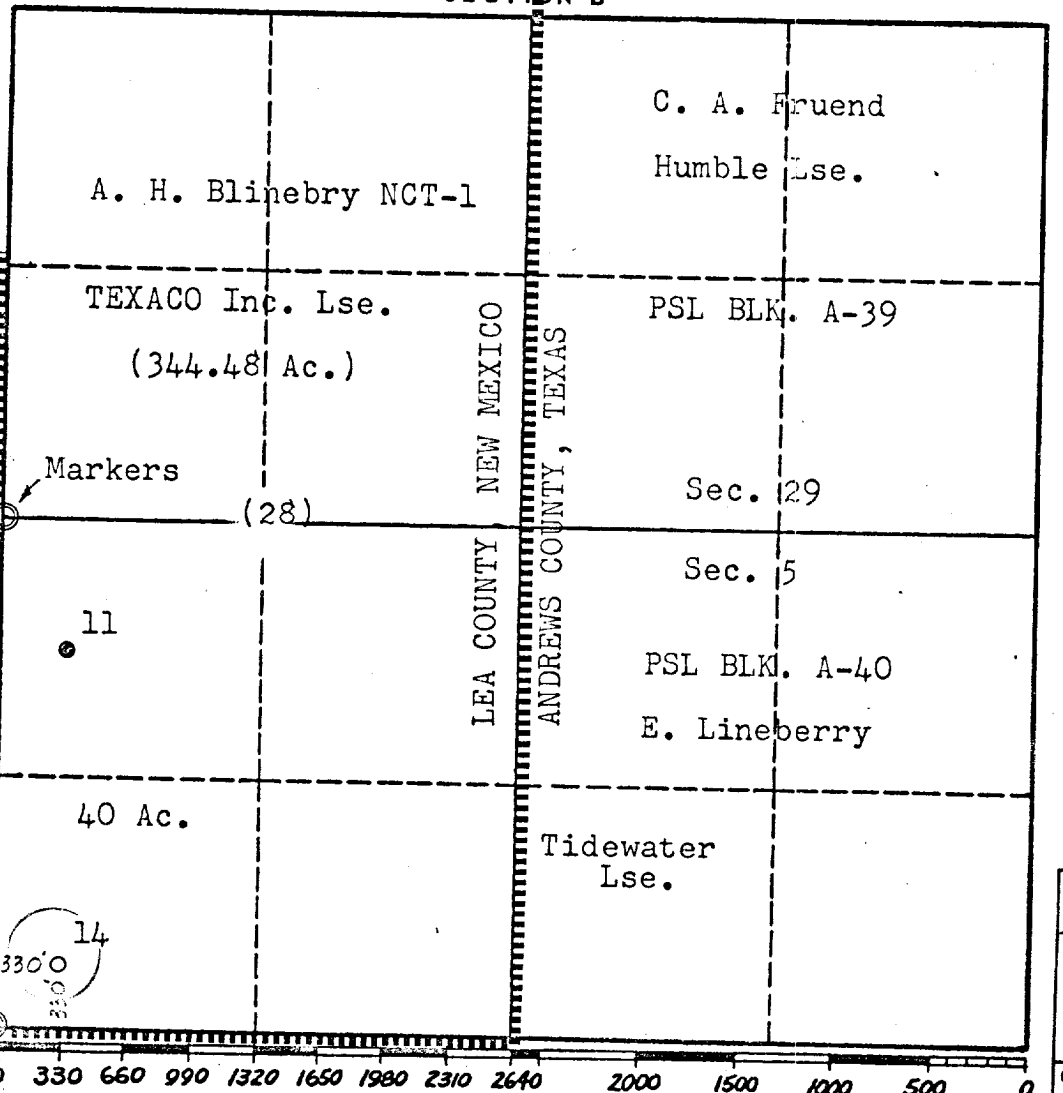 C. A. Fruend
Humble Lse.
A. H. Blinebry NCT-1
TEXACO Inc. Lse.
(344.48 Ac.)
PSL BLK. A-39
LEA COUNTY, NEW MEXICO
ANDREWS COUNTY, TEXAS
Markers
(28)
Sec. 29
Sec. 5
11
PSL BLK. A-40
E. Lineberry
40 Ac.
Tidewater
Lse.
14
330'
330'
0 330 660 990 1320 1650 1980 2310 2640 2000 1500 1000 500 0